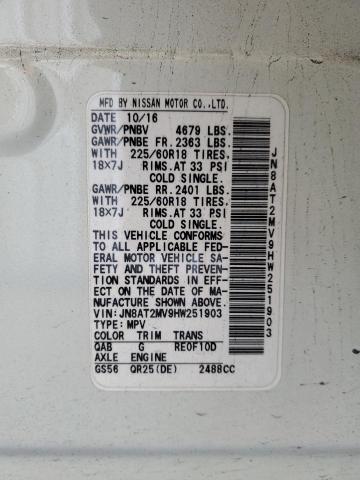 MFD BY NISSAN MOTOR CO.,LTD.
DATE 10/16
GVWR/PNBV 4679 LBS.
GAWR/PNBE FR. 2363 LBS.
WITH 225/60R18 TIRES,
18×7J RIMS.AT 33 PSI
COLD SINGLE.
GAWR/PNBE RR. 2401 LBS.
WITH 225/60R18 TIRES,
18×7J RIMS.AT 33 PSI
COLD SINGLE.
THIS VEHICLE CONFORMS
TO ALL APPLICABLE FED-
ERAL MOTOR VEHICLE SA-
FETY AND THEFT PREVEN-
TION STANDARDS IN EFF-
ECT ON THE DATE OF MA-
NUFACTURE SHOWN ABOVE.
VIN: JN8AT2MV9HW251903
TYPE: MPV
COLOR TRIM TRANS
QAB G RE0F10D
AXLE ENGINE
GS56 QR25(DE) 2488CC
JN8AT2MV9HW251903